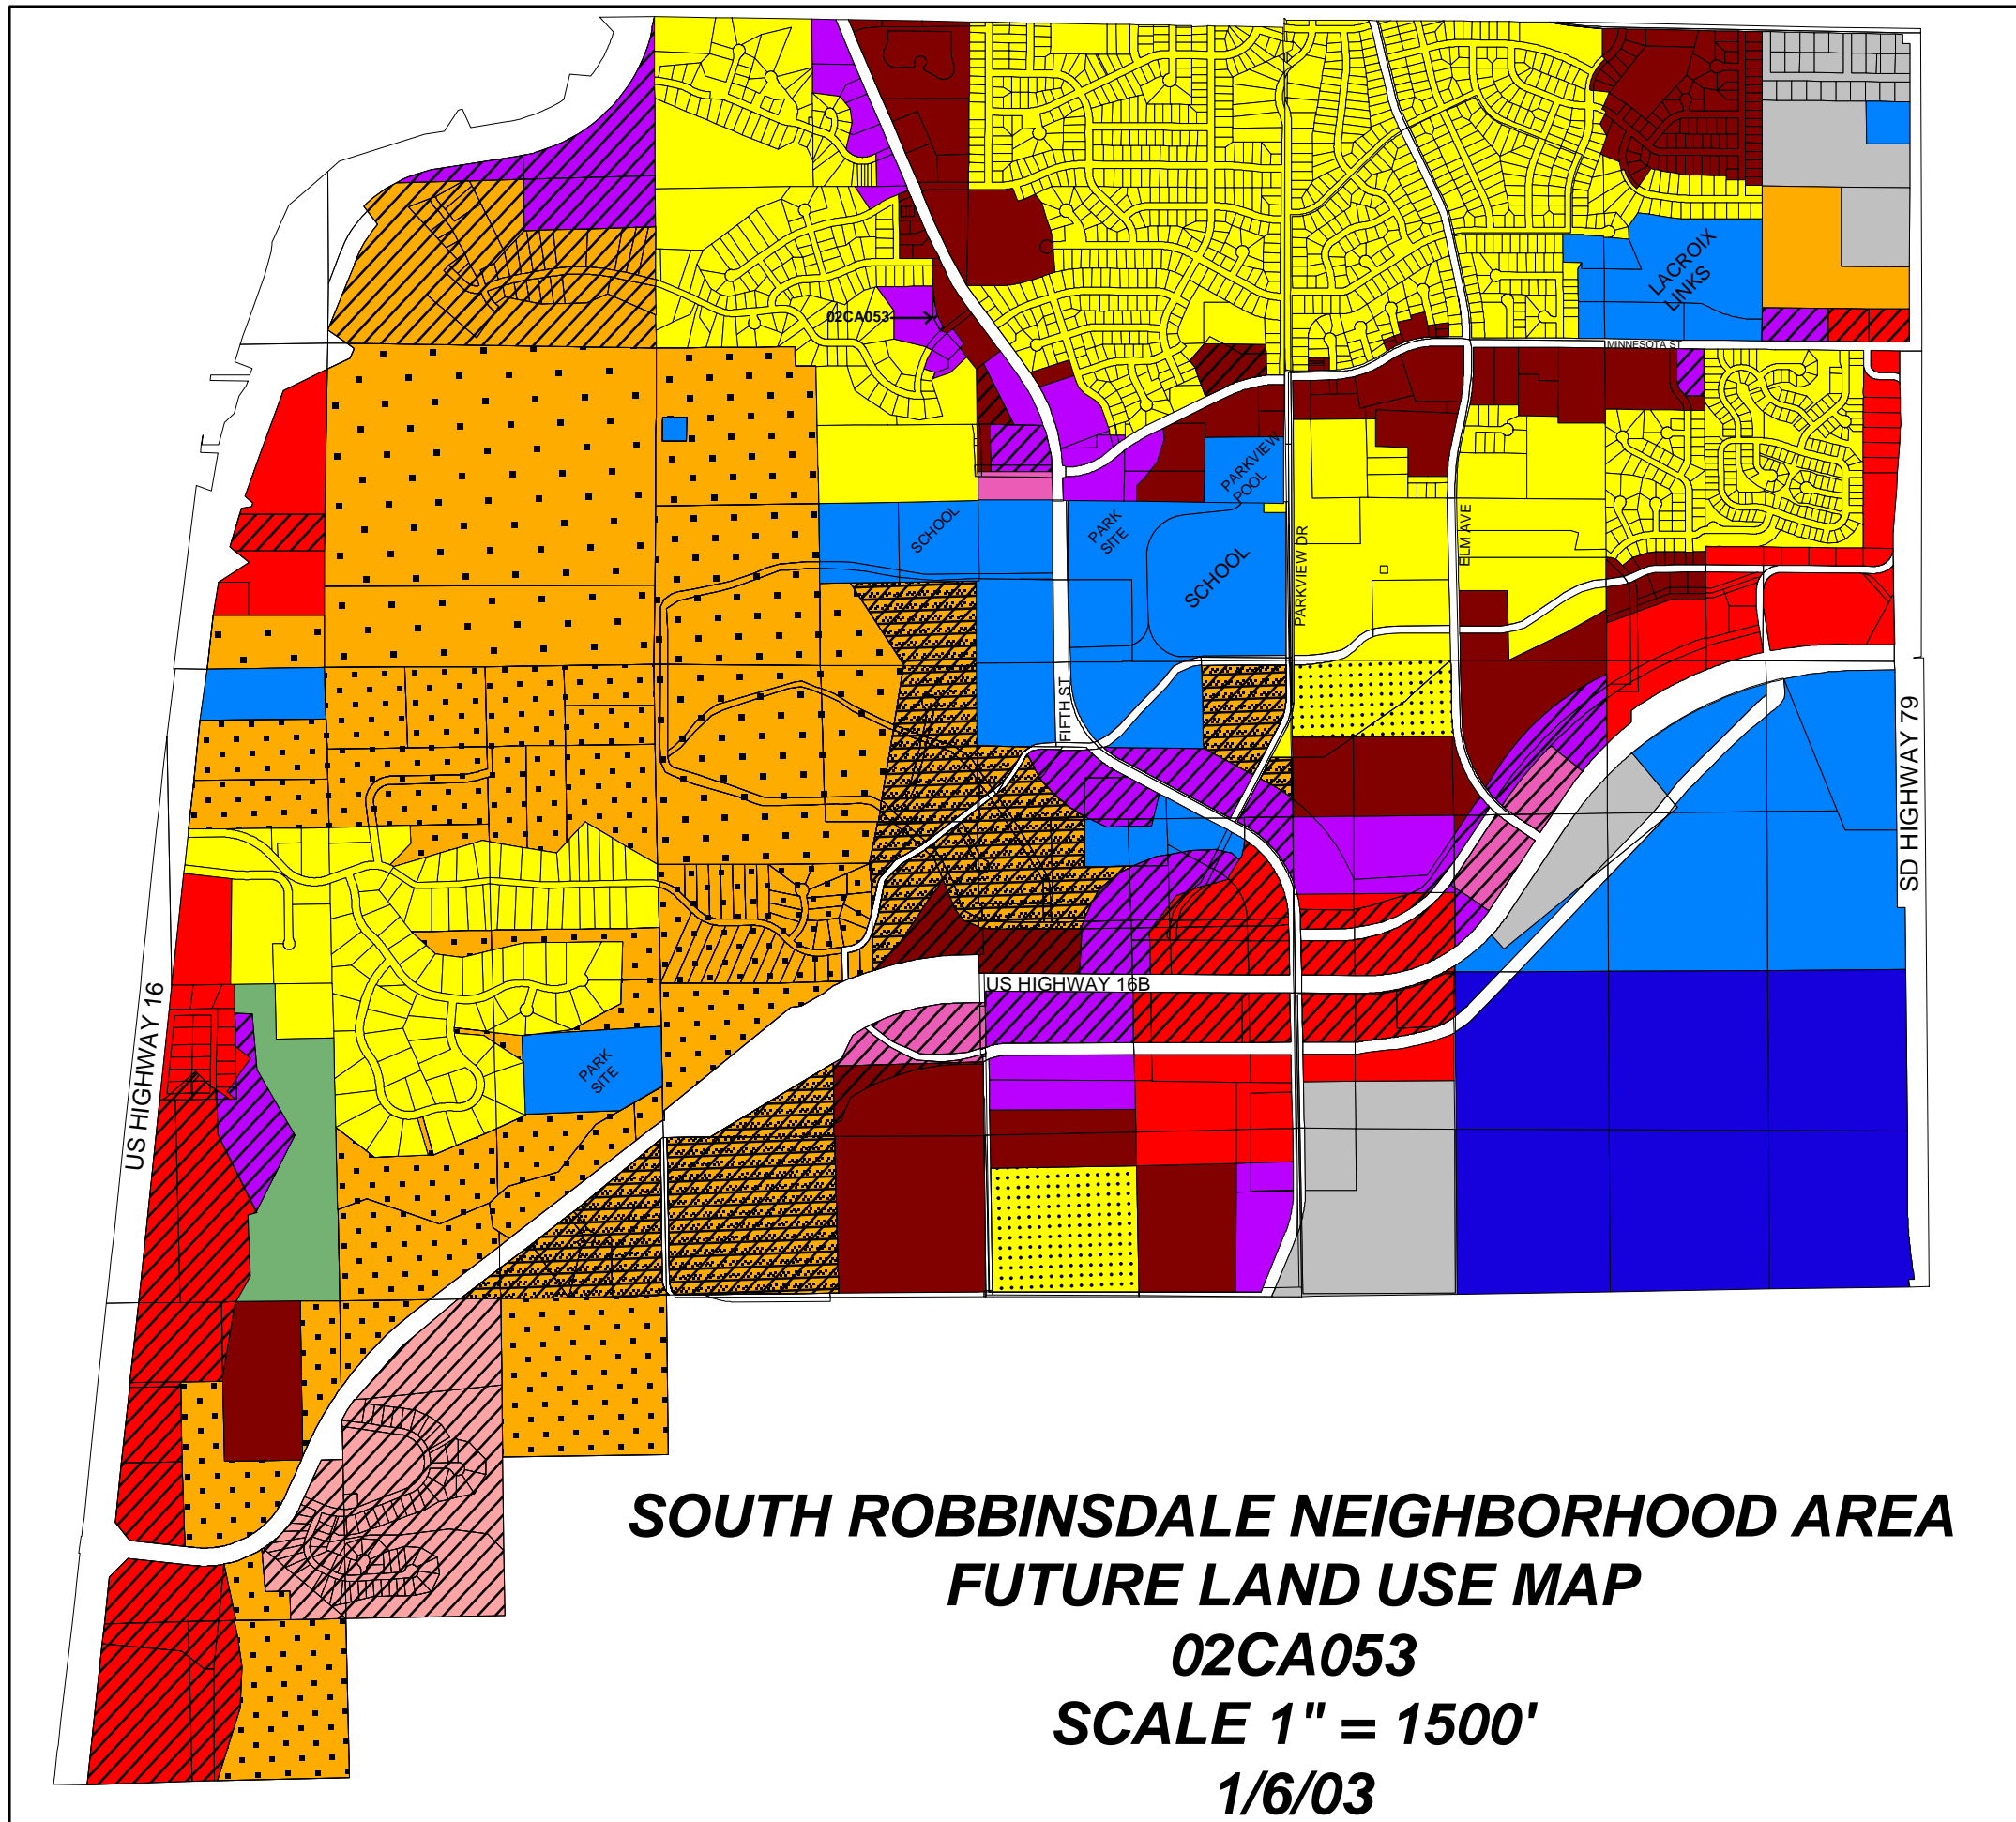 LACROIX
LINKS
02CA053
MINNESOTA ST
PARKVIEW
POOL
SCHOOL
PARK
SITE
SCHOOL
PARKVIEW DR
ELM AVE
FIFTH ST
SD HIGHWAY 79
US HIGHWAY 16B
US HIGHWAY 16
PARK
SITE
SOUTH ROBBINSDALE NEIGHBORHOOD AREA
FUTURE LAND USE MAP
02CA053
SCALE 1" = 1500'
1/6/03